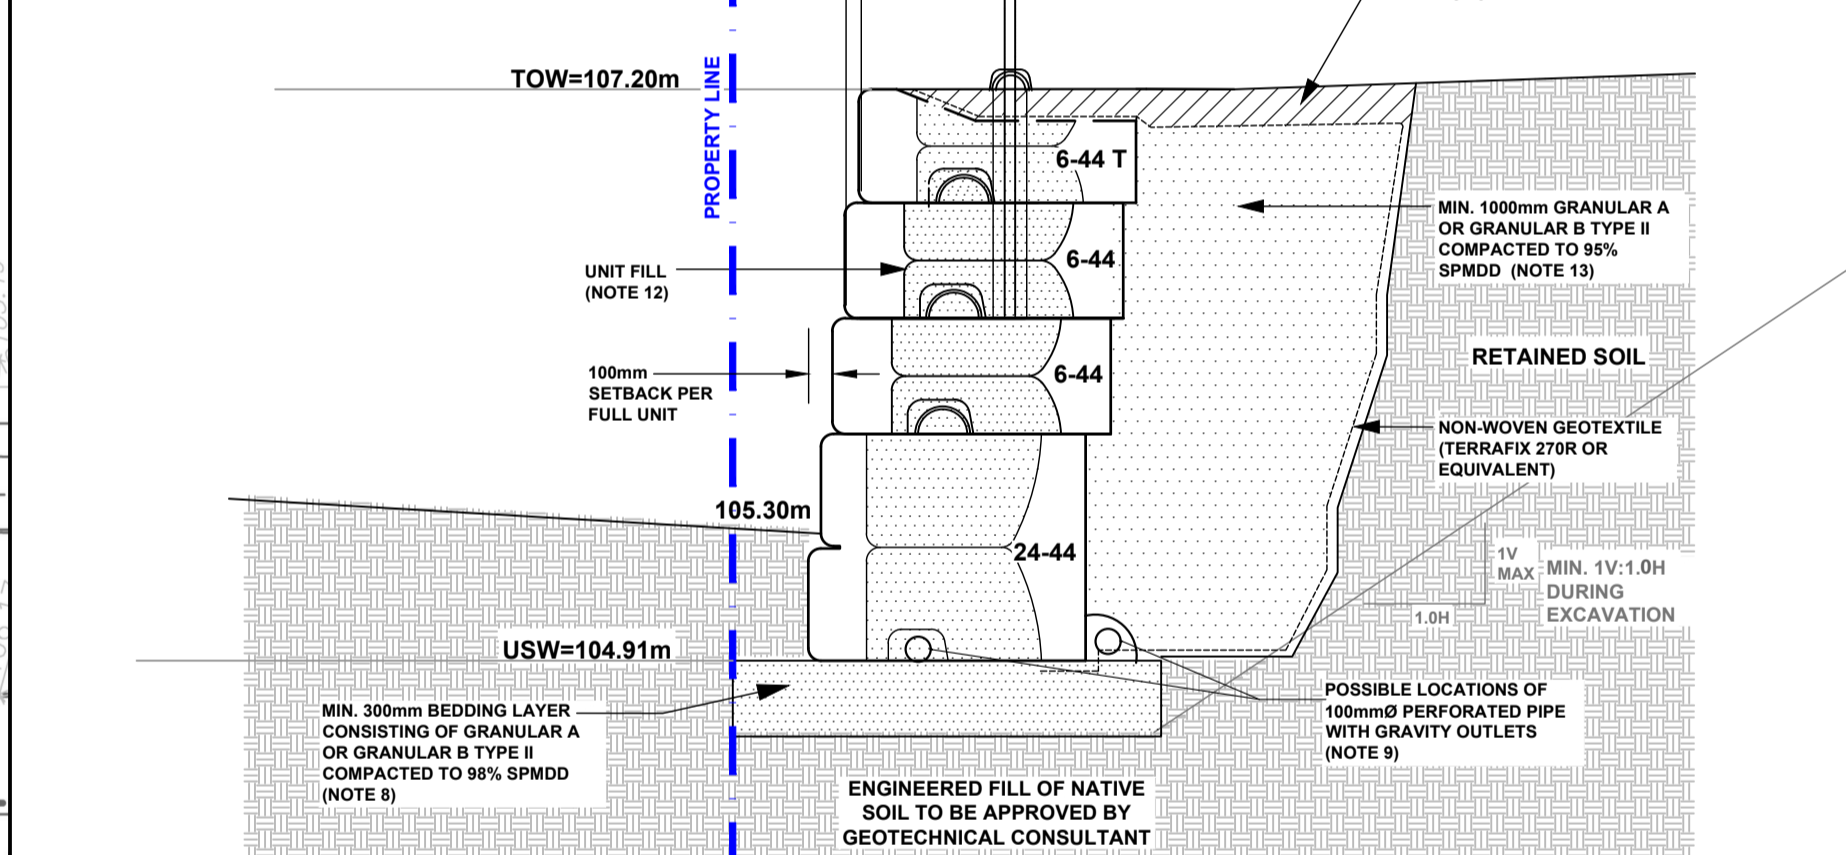 TOW=107.20m
PROPERTY LINE
6-44 T
MIN. 1000mm GRANULAR A
OR GRANULAR B TYPE II
COMPACTED TO 95%
SPMDD (NOTE 13)
UNIT FILL
(NOTE 12)
6-44
RETAINED SOIL
100mm
SETBACK PER
FULL UNIT
6-44
NON-WOVEN GEOTEXTILE
(TERRAFIX 270R OR
EQUIVALENT)
105.30m
24-44
1V
MAX
MIN. 1V:1.0H
DURING
EXCAVATION
1.0H
USW=104.91m
MIN. 300mm BEDDING LAYER
CONSISTING OF GRANULAR A
OR GRANULAR B TYPE II
COMPACTED TO 98% SPMDD
(NOTE 8)
POSSIBLE LOCATIONS OF
100mmØ PERFORATED PIPE
WITH GRAVITY OUTLETS
(NOTE 9)
ENGINEERED FILL OF NATIVE
SOIL TO BE APPROVED BY
GEOTECHNICAL CONSULTANT